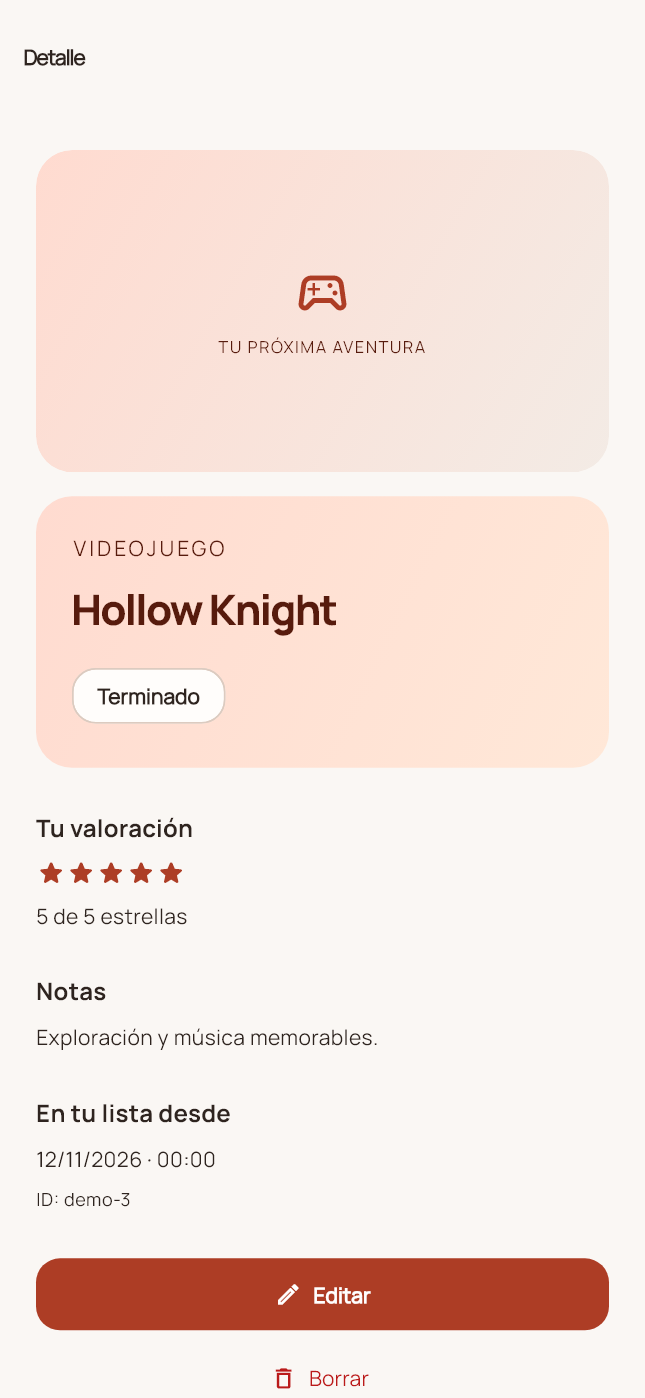 Detalle
TU PRÓXIMA AVENTURA
VIDEOJUEGO
Hollow Knight
Terminado
Tu valoración
5 de 5 estrellas
Notas
Exploración y música memorables.
En tu lista desde
12/11/2026 · 00:00
ID: demo-3
Editar
Borrar